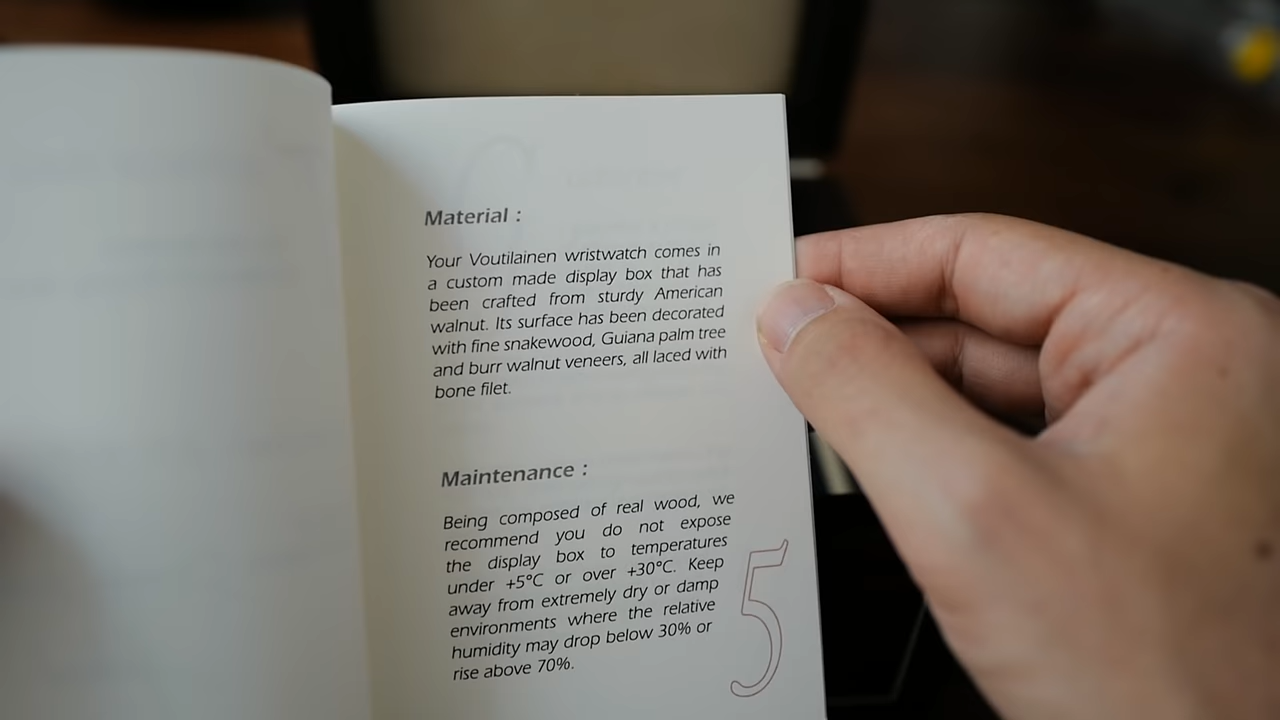 Material :
Your Voutilainen wristwatch comes in
a custom made display box that has
been crafted from sturdy American
walnut. Its surface has been decorated
with fine snakewood, Guiana palm tree
and burr walnut veneers, all laced with
bone filet.
Maintenance :
Being composed of real wood, we
recommend you do not expose
the display box to temperatures
under +5°C or over +30°C. Keep
away from extremely dry or damp
environments where the relative
humidity may drop below 30% or
rise above 70%.
5